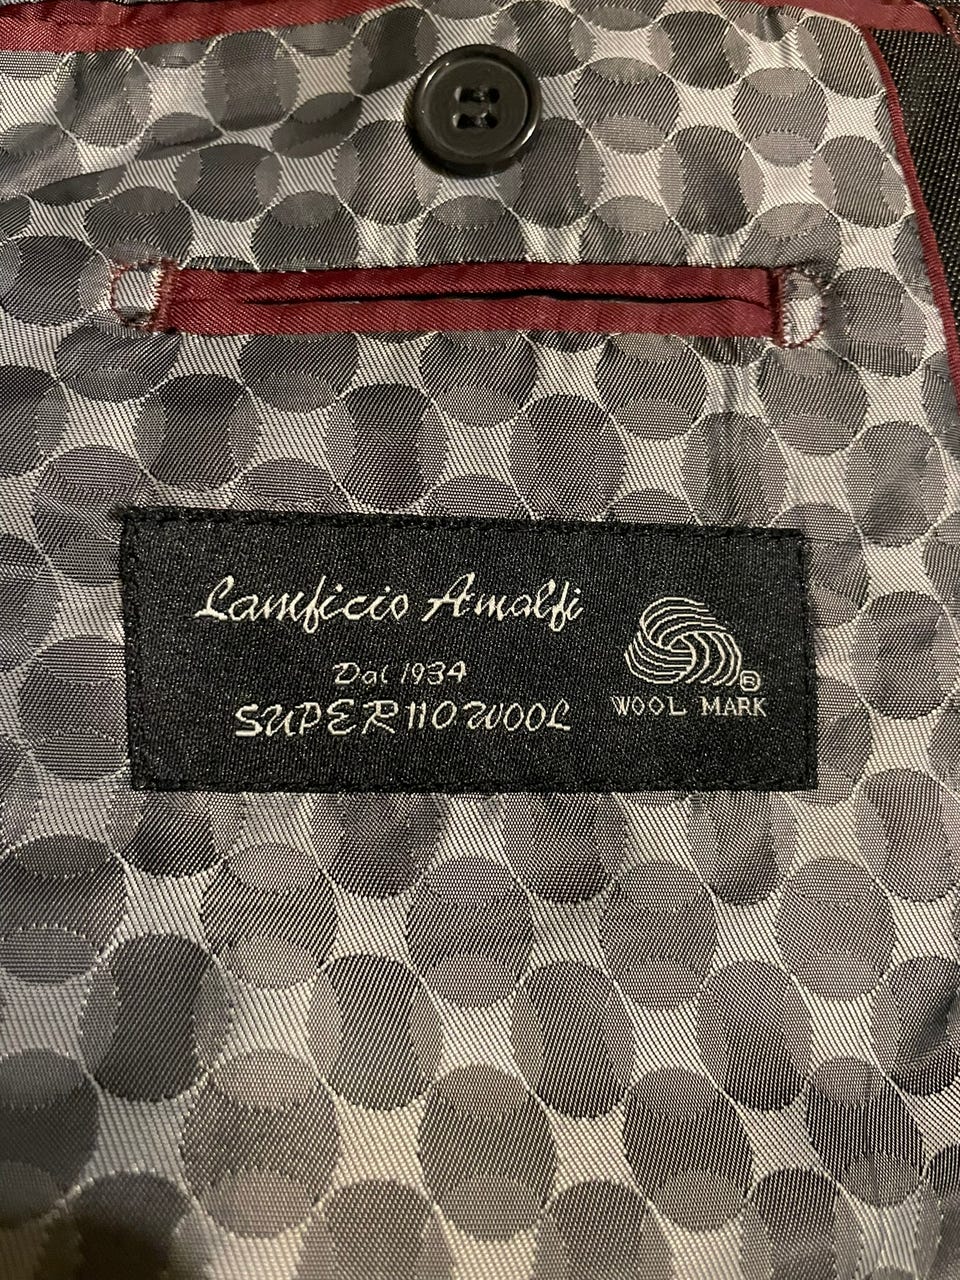 Lanificio Amalfi
Dal 1934
SUPER 110 WOOL
®
WOOL MARK